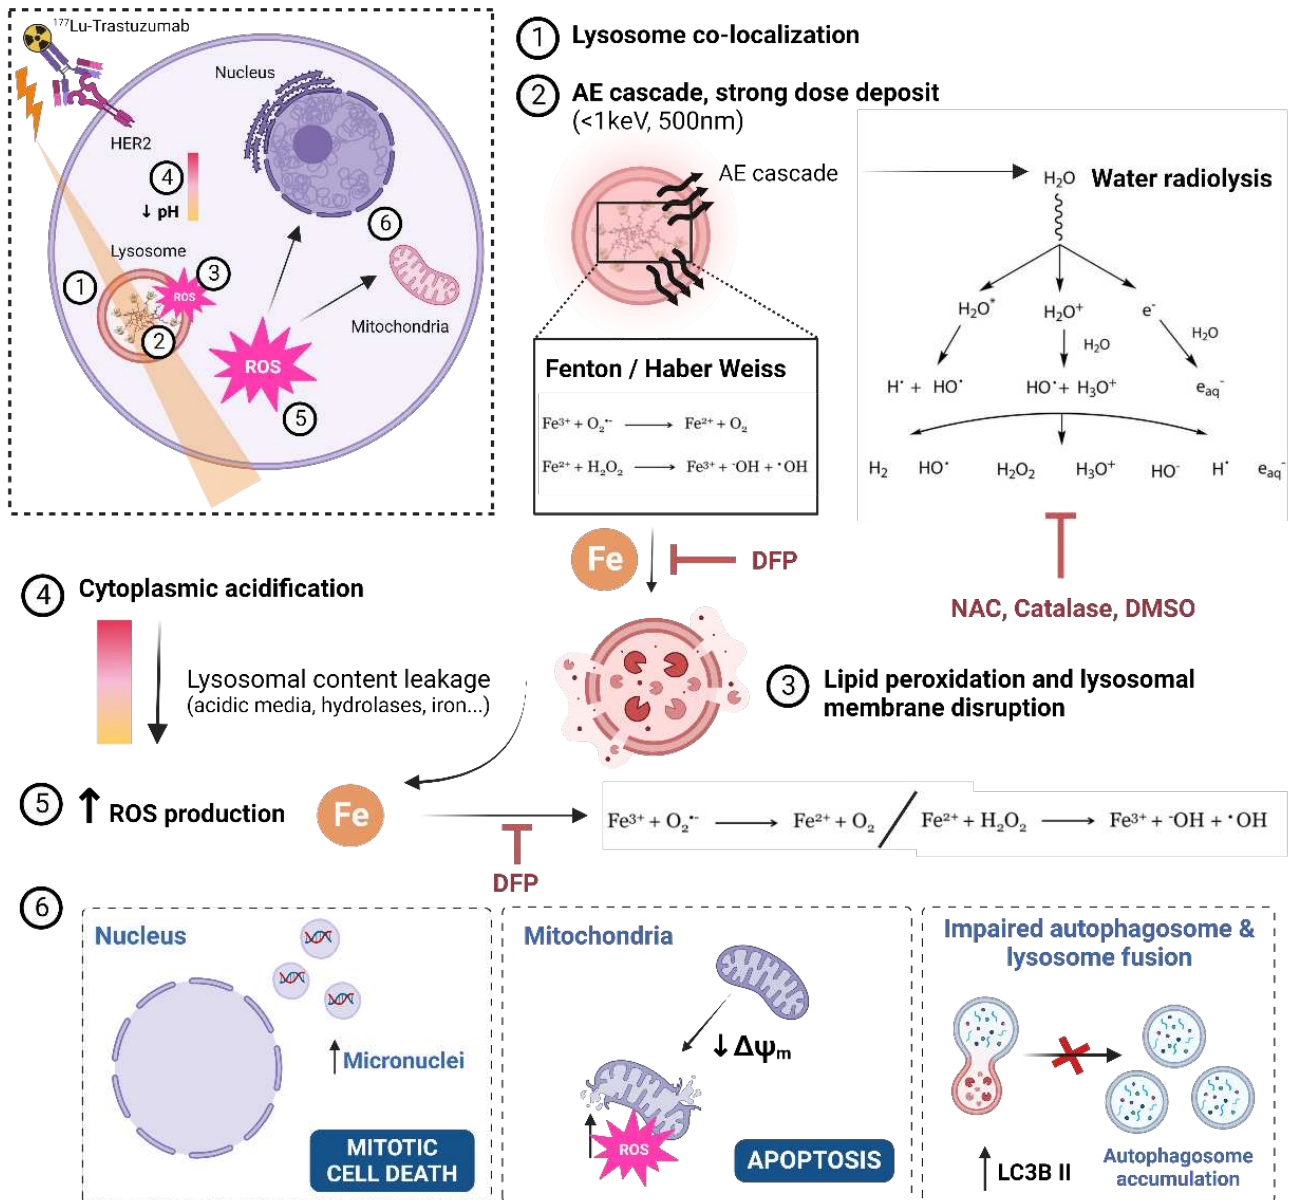 ¹⁷⁷Lu-Trastuzumab
Nucleus
HER2
4
↓ pH
6
Lysosome
1
3
ROS
2
Mitochondria
ROS
5
1 Lysosome co-localization
2 AE cascade, strong dose deposit
(<1keV, 500nm)
AE cascade
H₂O Water radiolysis
H₂O* H₂O⁺ e⁻
H₂O H₂O
H˙ + HO˙ HO˙ + H₃O⁺ eaq⁻
H₂ HO˙ H₂O₂ H₃O⁺ HO⁻ H˙ eaq⁻
Fenton / Haber Weiss
Fe³⁺ + O₂˙⁻ ⟶ Fe²⁺ + O₂
Fe²⁺ + H₂O₂ ⟶ Fe³⁺ + ⁻OH + ˙OH
Fe
DFP
NAC, Catalase, DMSO
3 Lipid peroxidation and lysosomal
membrane disruption
4 Cytoplasmic acidification
Lysosomal content leakage
(acidic media, hydrolases, iron...)
5 ↑ ROS production
Fe
DFP
Fe³⁺ + O₂˙⁻ ⟶ Fe²⁺ + O₂ / Fe²⁺ + H₂O₂ ⟶ Fe³⁺ + ⁻OH + ˙OH
6
Nucleus
↑ Micronuclei
MITOTIC
CELL DEATH
Mitochondria
↓ Δψm
ROS
APOPTOSIS
Impaired autophagosome &
lysosome fusion
↑ LC3B II
Autophagosome
accumulation